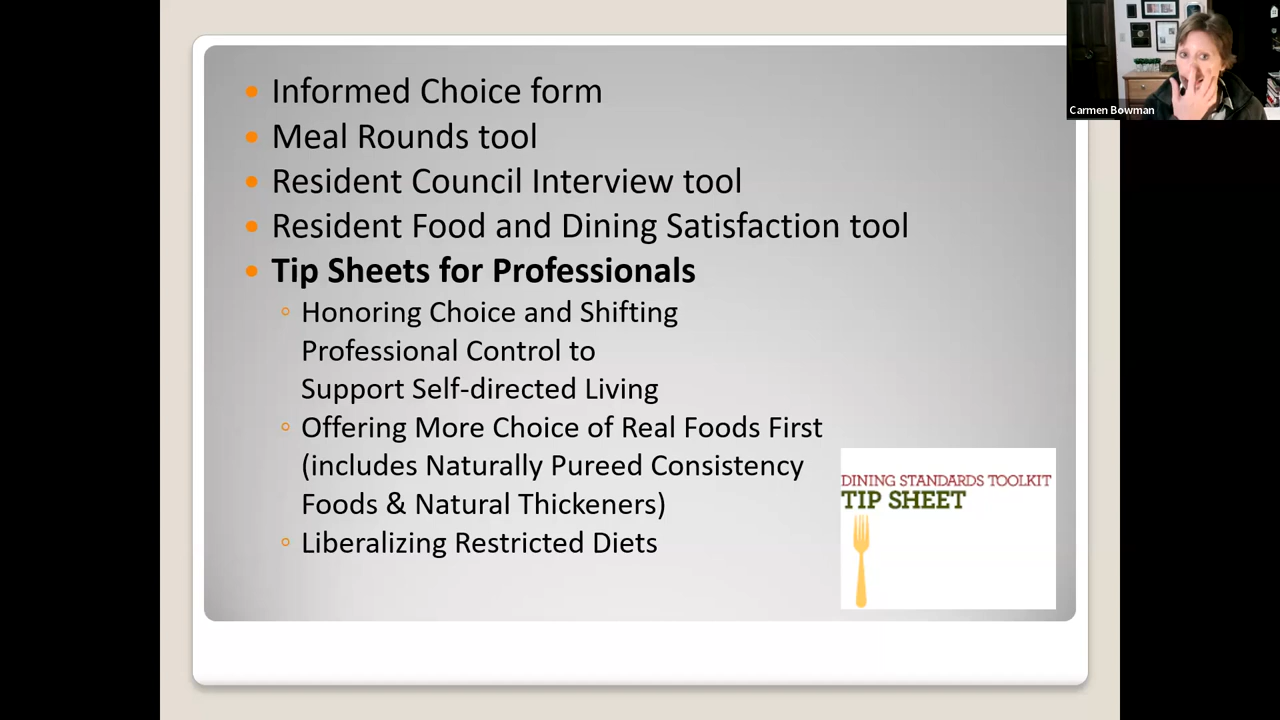 Informed Choice form
Meal Rounds tool
Resident Council Interview tool
Resident Food and Dining Satisfaction tool
Tip Sheets for Professionals
Honoring Choice and Shifting
Professional Control to
Support Self-directed Living
Offering More Choice of Real Foods First
(includes Naturally Pureed Consistency
Foods & Natural Thickeners)
Liberalizing Restricted Diets
DINING STANDARDS TOOLKIT
TIP SHEET
Carmen Bowman